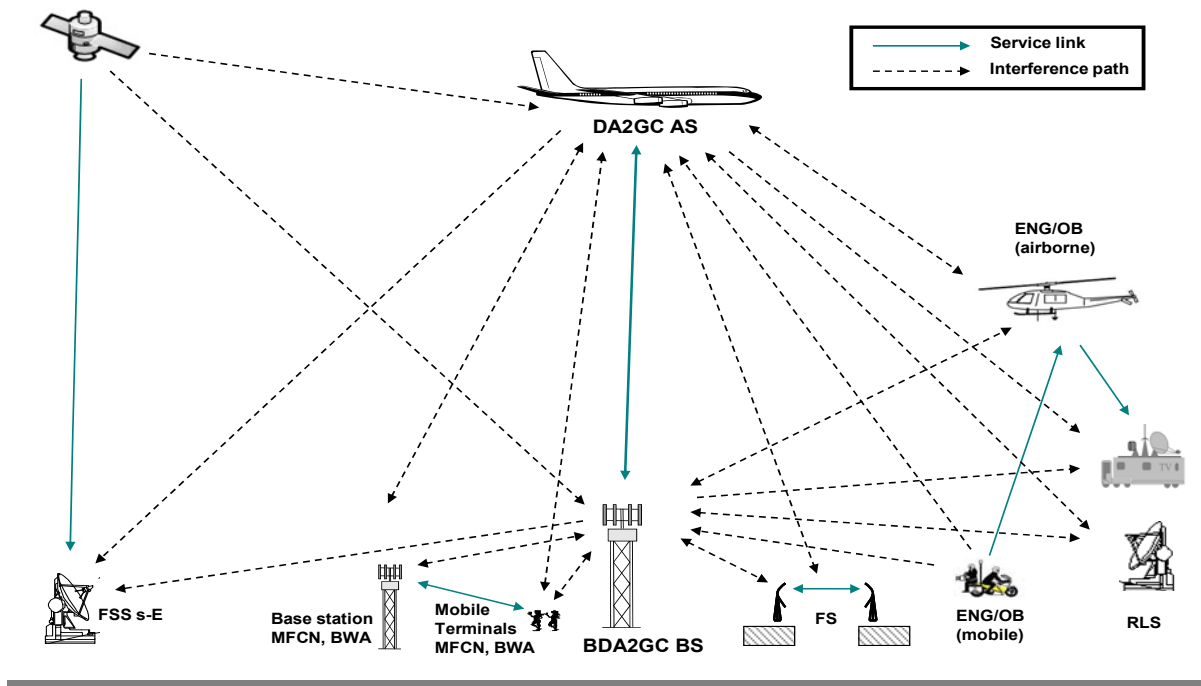 Service link
Interference path
DA2GC AS
ENG/OB
(airborne)
TV
FSS s-E
Base station
MFCN, BWA
Mobile
Terminals
MFCN, BWA
BDA2GC BS
FS
ENG/OB
(mobile)
RLS